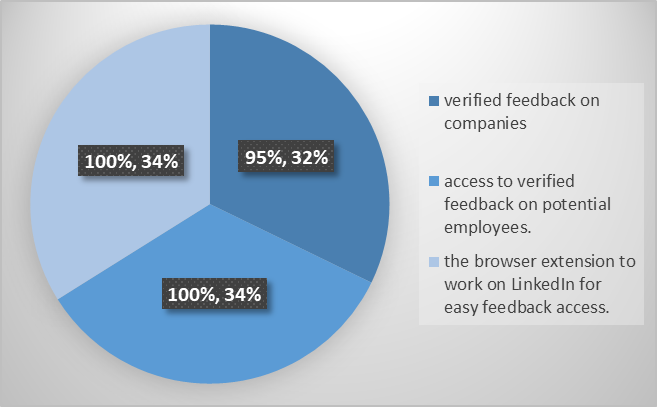 100%, 34%
95%, 32%
100%, 34%
verified feedback on
companies
access to verified
feedback on potential
employees.
the browser extension to
work on LinkedIn for
easy feedback access.